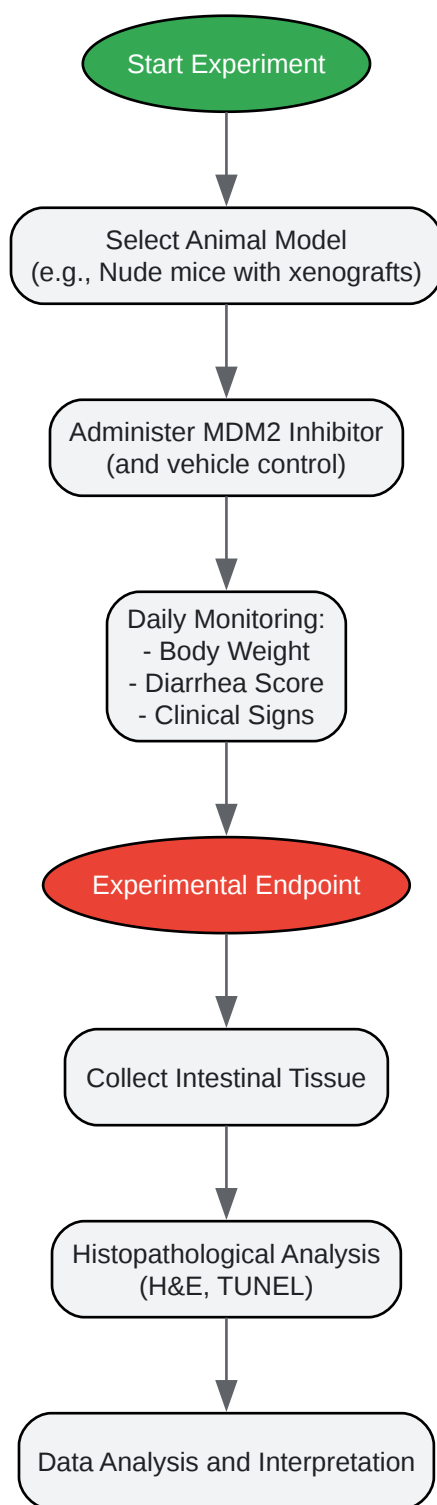 Start Experiment
Select Animal Model
(e.g., Nude mice with xenografts)
Administer MDM2 Inhibitor
(and vehicle control)
Daily Monitoring:
- Body Weight
- Diarrhea Score
- Clinical Signs
Experimental Endpoint
Collect Intestinal Tissue
Histopathological Analysis
(H&E, TUNEL)
Data Analysis and Interpretation